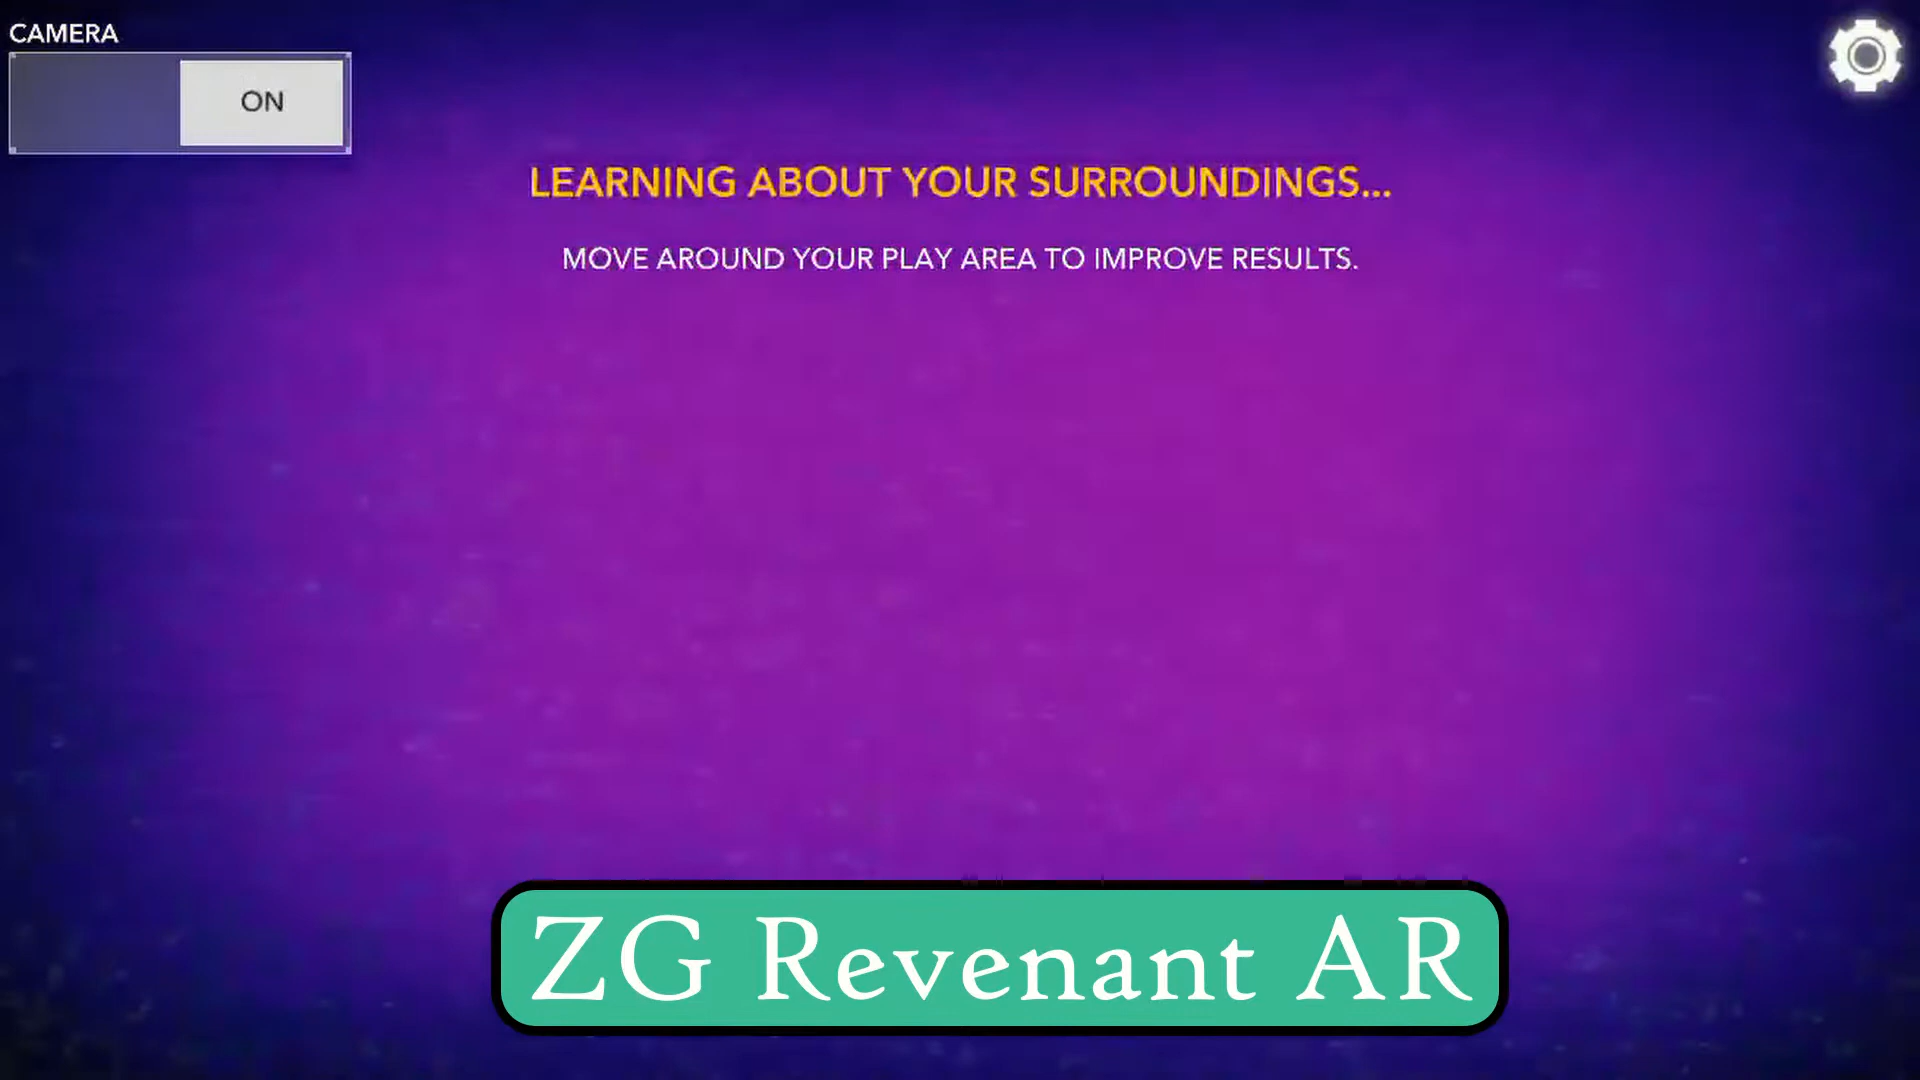 CAMERA
ON
LEARNING ABOUT YOUR SURROUNDINGS...
MOVE AROUND YOUR PLAY AREA TO IMPROVE RESULTS.
ZG Revenant AR